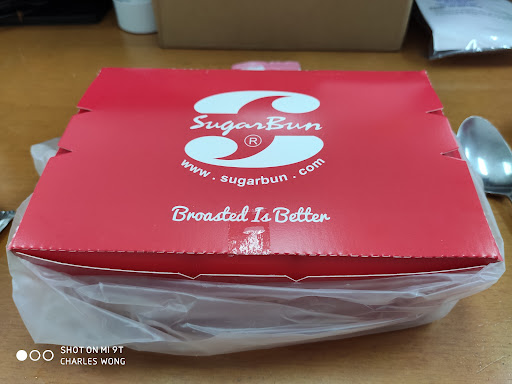 SugarBun
®
www.sugarbun.com
Broasted Is Better
SHOT ON MI 9T
CHARLES WONG